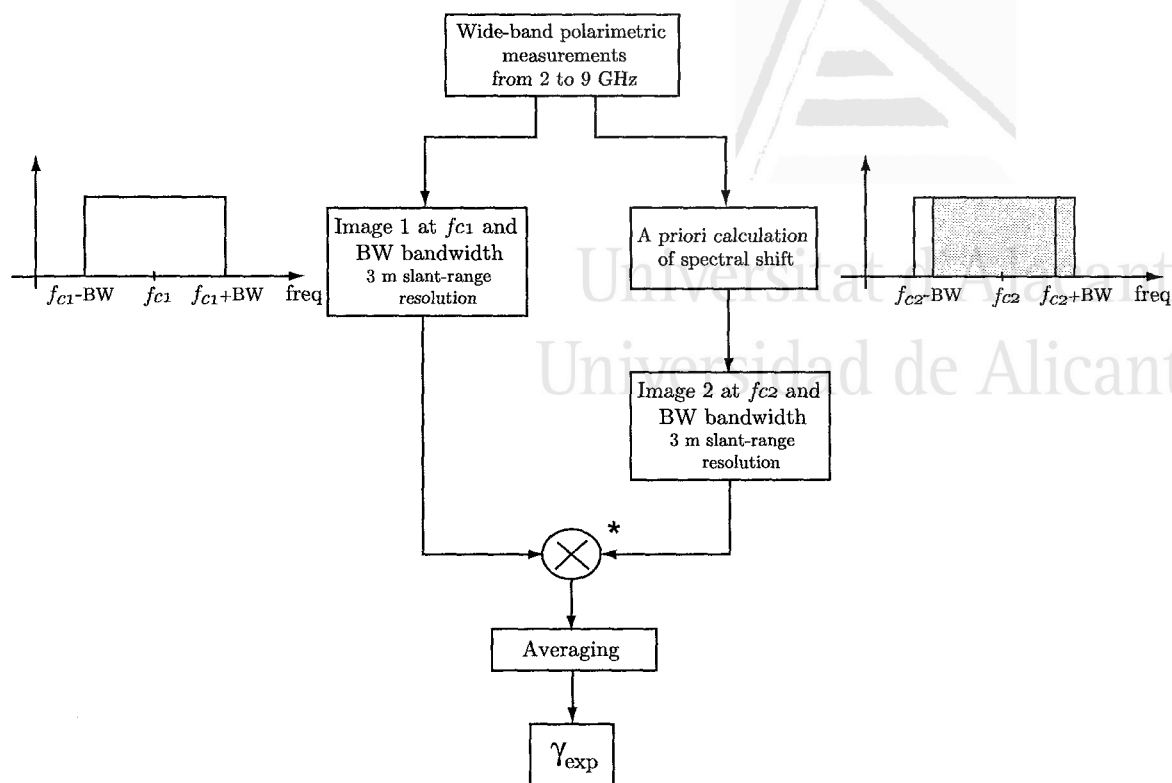 Wide-band polarimetric
measurements
from 2 to 9 GHz
Image 1 at fc1 and
BW bandwidth
3 m slant-range
resolution
A priori calculation
of spectral shift
fc1-BW fc1 fc1+BW freq
fc2-BW fc2 fc2+BW freq
Universitat d'Alacant
Universidad de Alicant
Image 2 at fc2 and
BW bandwidth
3 m slant-range
resolution
*
Averaging
γexp